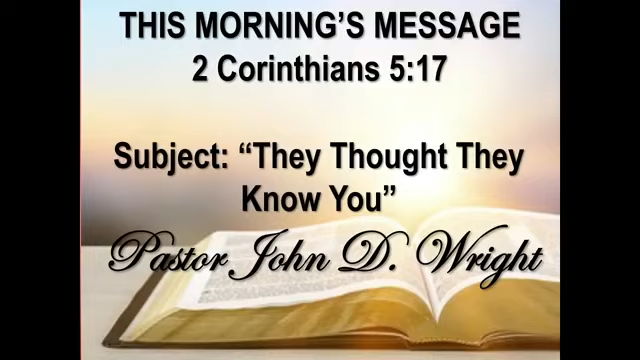 THIS MORNING’S MESSAGE
2 Corinthians 5:17
Subject: “They Thought They
Know You”
Pastor John D. Wright